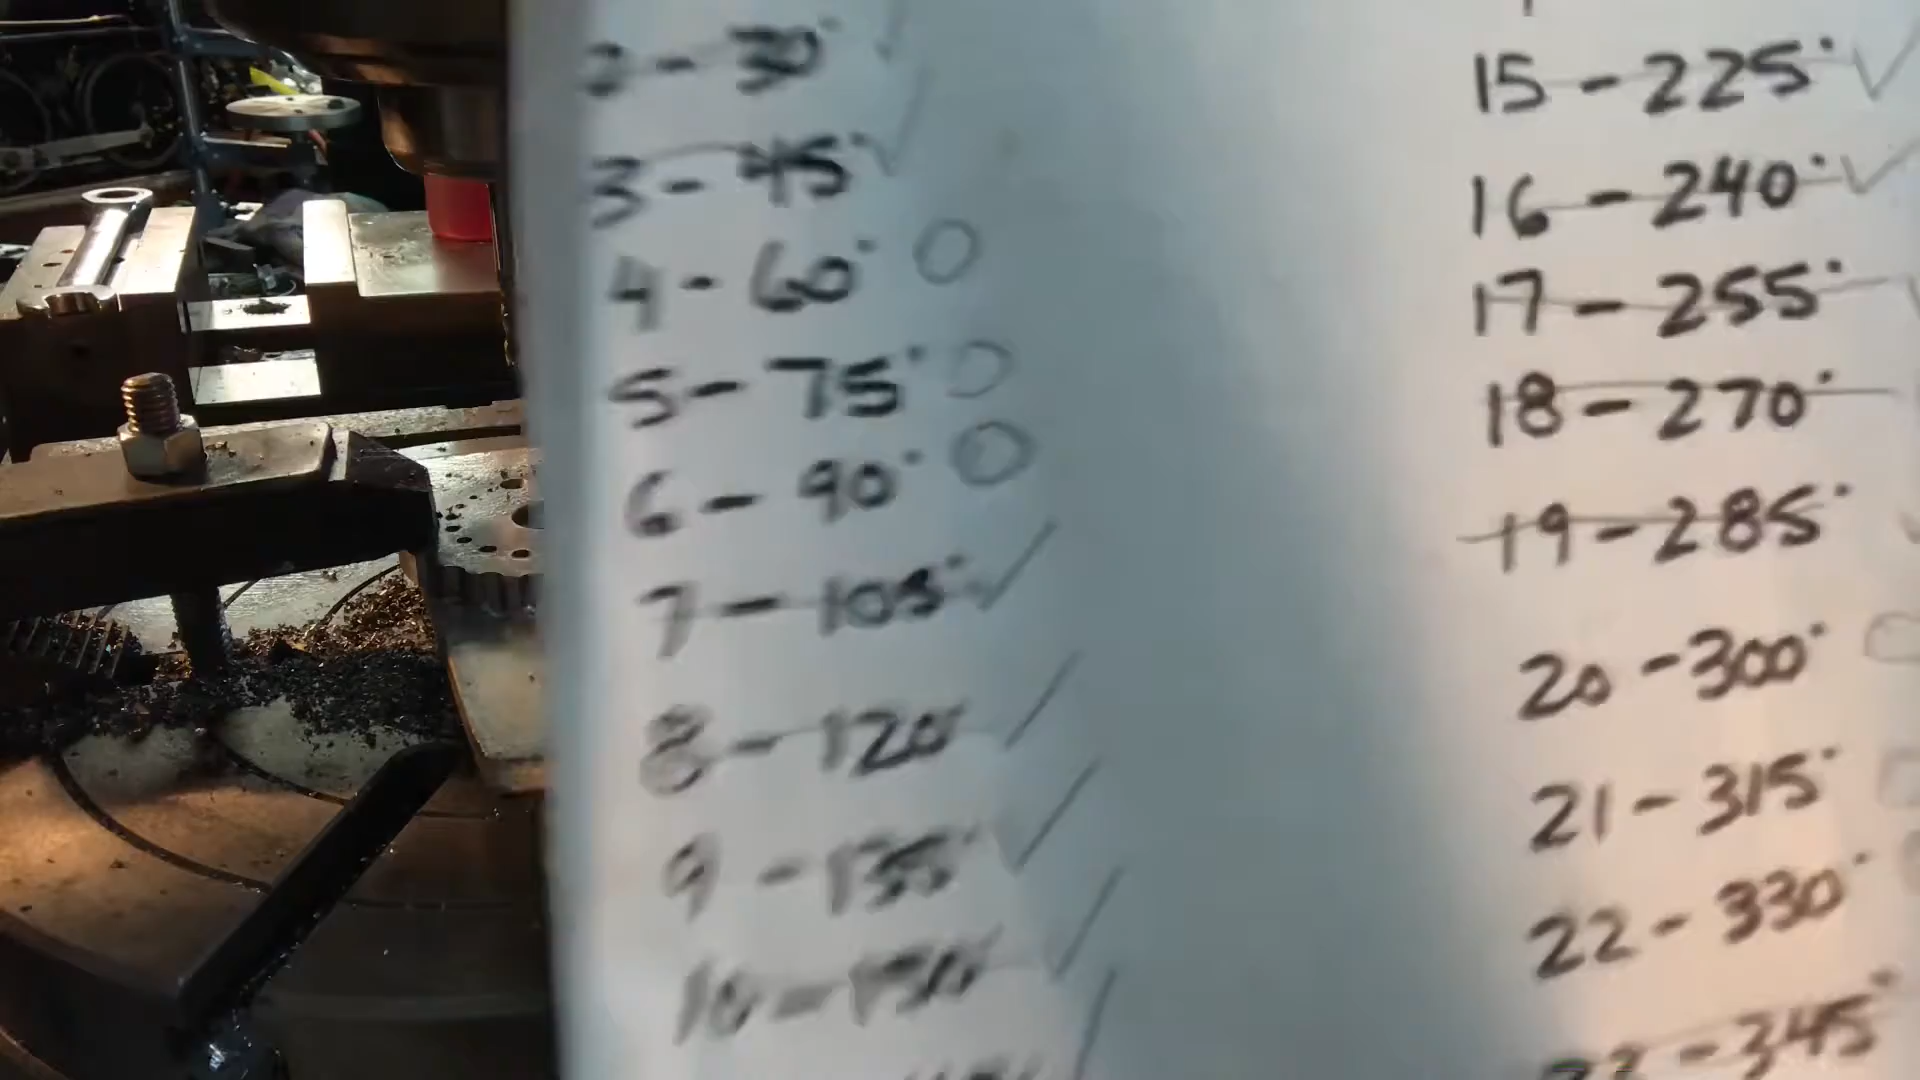 2 - 30°
3 - 45°
4 - 60°
5 - 75°
6 - 90°
7 - 105°
8 - 120°
9 - 135°
10 - 150°
15 - 225°
16 - 240°
17 - 255°
18 - 270°
19 - 285°
20 - 300°
21 - 315°
22 - 330°
23 - 345°